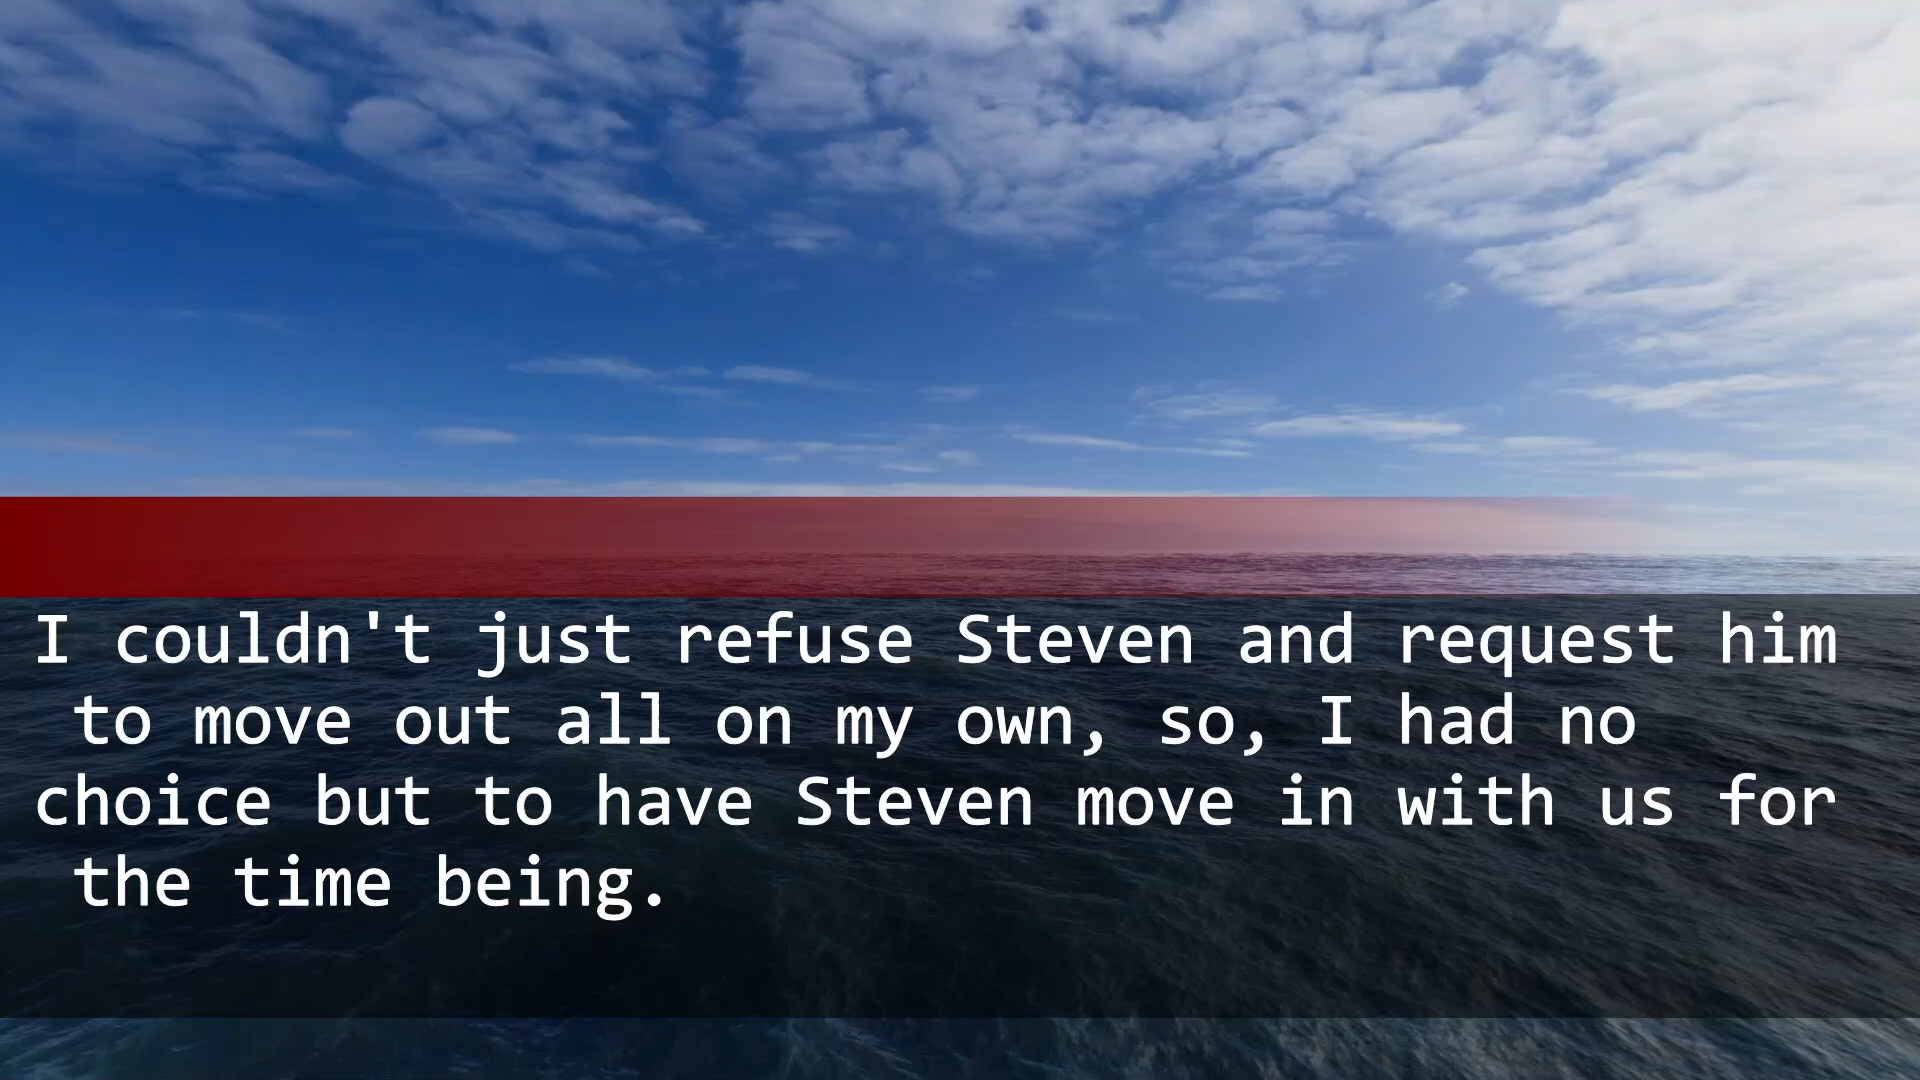 I couldn't just refuse Steven and request him
to move out all on my own, so, I had no
choice but to have Steven move in with us for
the time being.